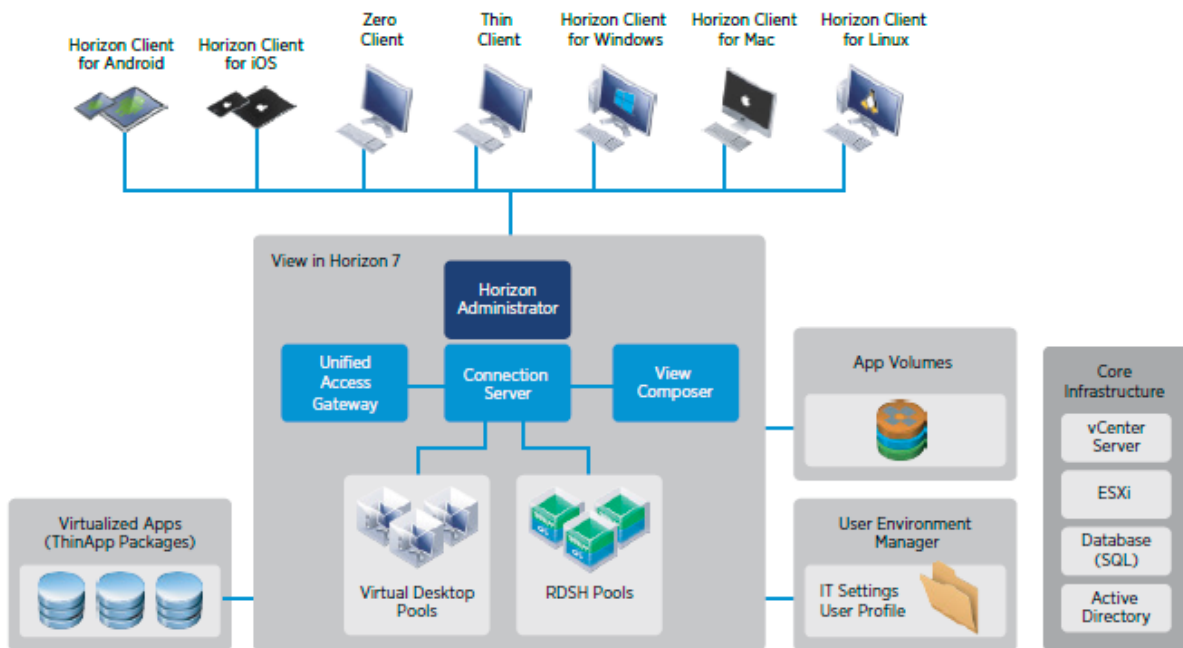 Horizon Client
for Android
Horizon Client
for iOS
Zero
Client
Thin
Client
Horizon Client
for Windows
Horizon Client
for Mac
Horizon Client
for Linux
View in Horizon 7
Horizon
Administrator
Unified
Access
Gateway
Connection
Server
View
Composer
Virtual Desktop
Pools
RDSH Pools
Virtualized Apps
(ThinApp Packages)
App Volumes
User Environment
Manager
IT Settings
User Profile
Core
Infrastructure
vCenter
Server
ESXi
Database
(SQL)
Active
Directory